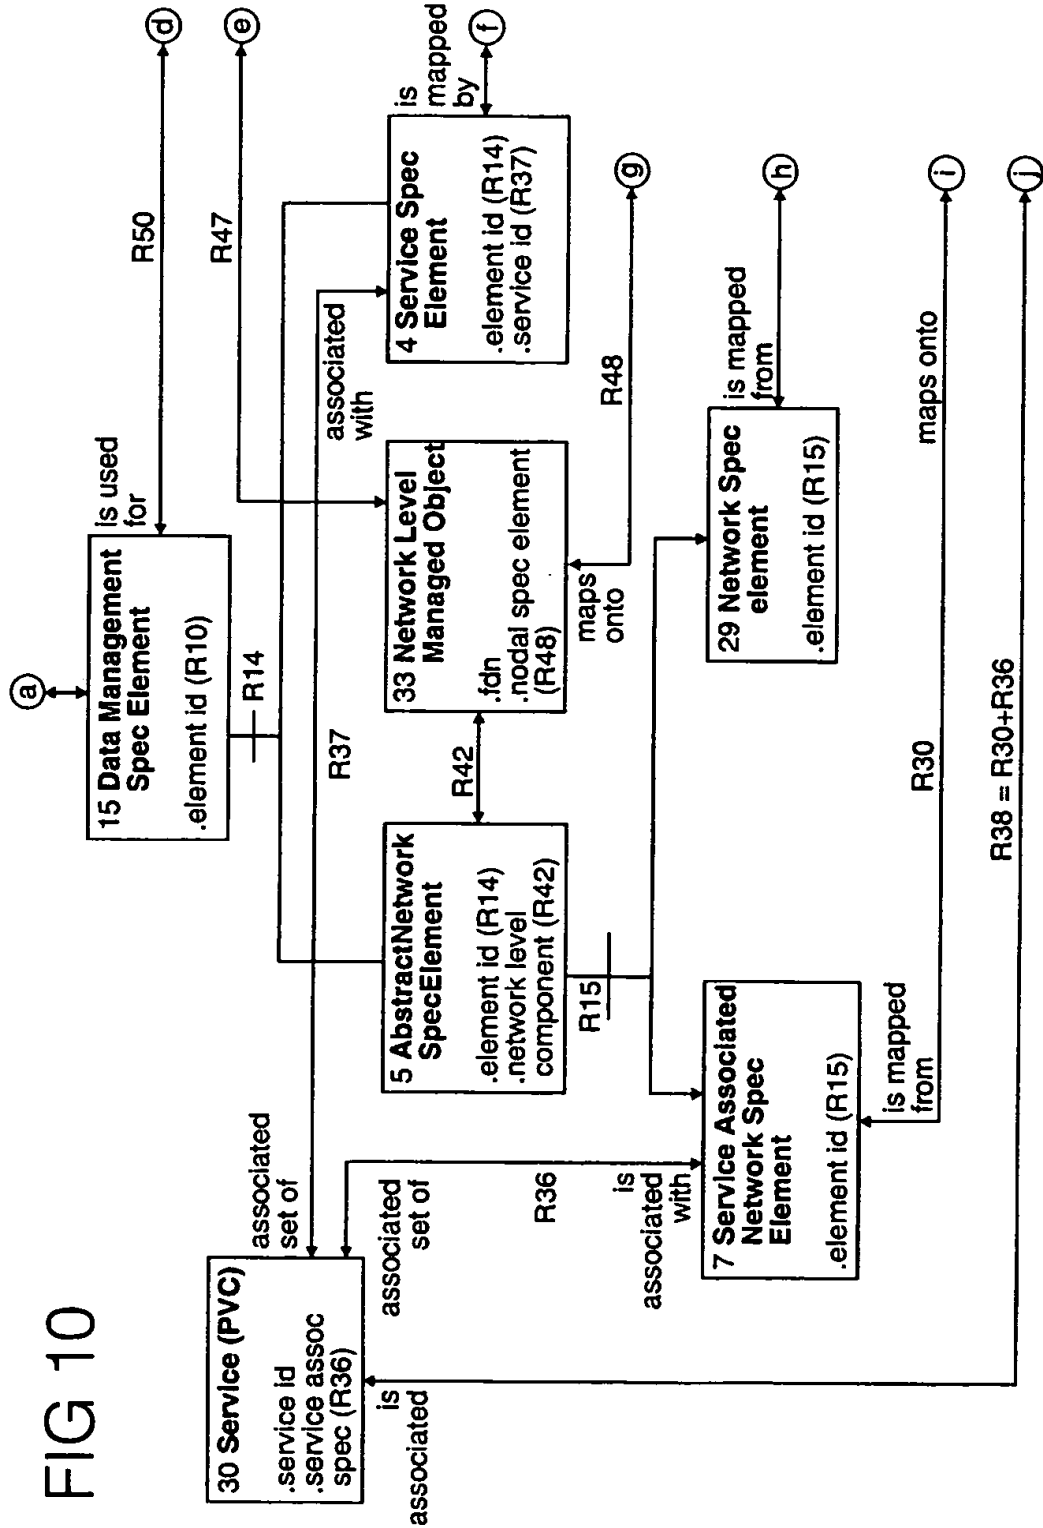 FIG 10
a
15 Data Management
Spec Element
.element id (R10)
is used
for
R50
d
R14
R47
e
R37
associated
with
4 Service Spec
Element
.element id (R14)
.service id (R37)
is
mapped
by
f
33 Network Level
Managed Object
.fdn
.nodal spec element
(R48)
maps
onto
R48
g
R42
5 AbstractNetwork
SpecElement
.element id (R14)
.network level
component (R42)
R15
30 Service (PVC)
.service id
.service assoc
spec (R36)
associated
set of
associated
set of
R36
is
associated
with
is
associated
7 Service Associated
Network Spec
Element
.element id (R15)
is mapped
from
29 Network Spec
element
.element id (R15)
is mapped
from
h
R30
maps onto
i
R38 = R30+R36
j